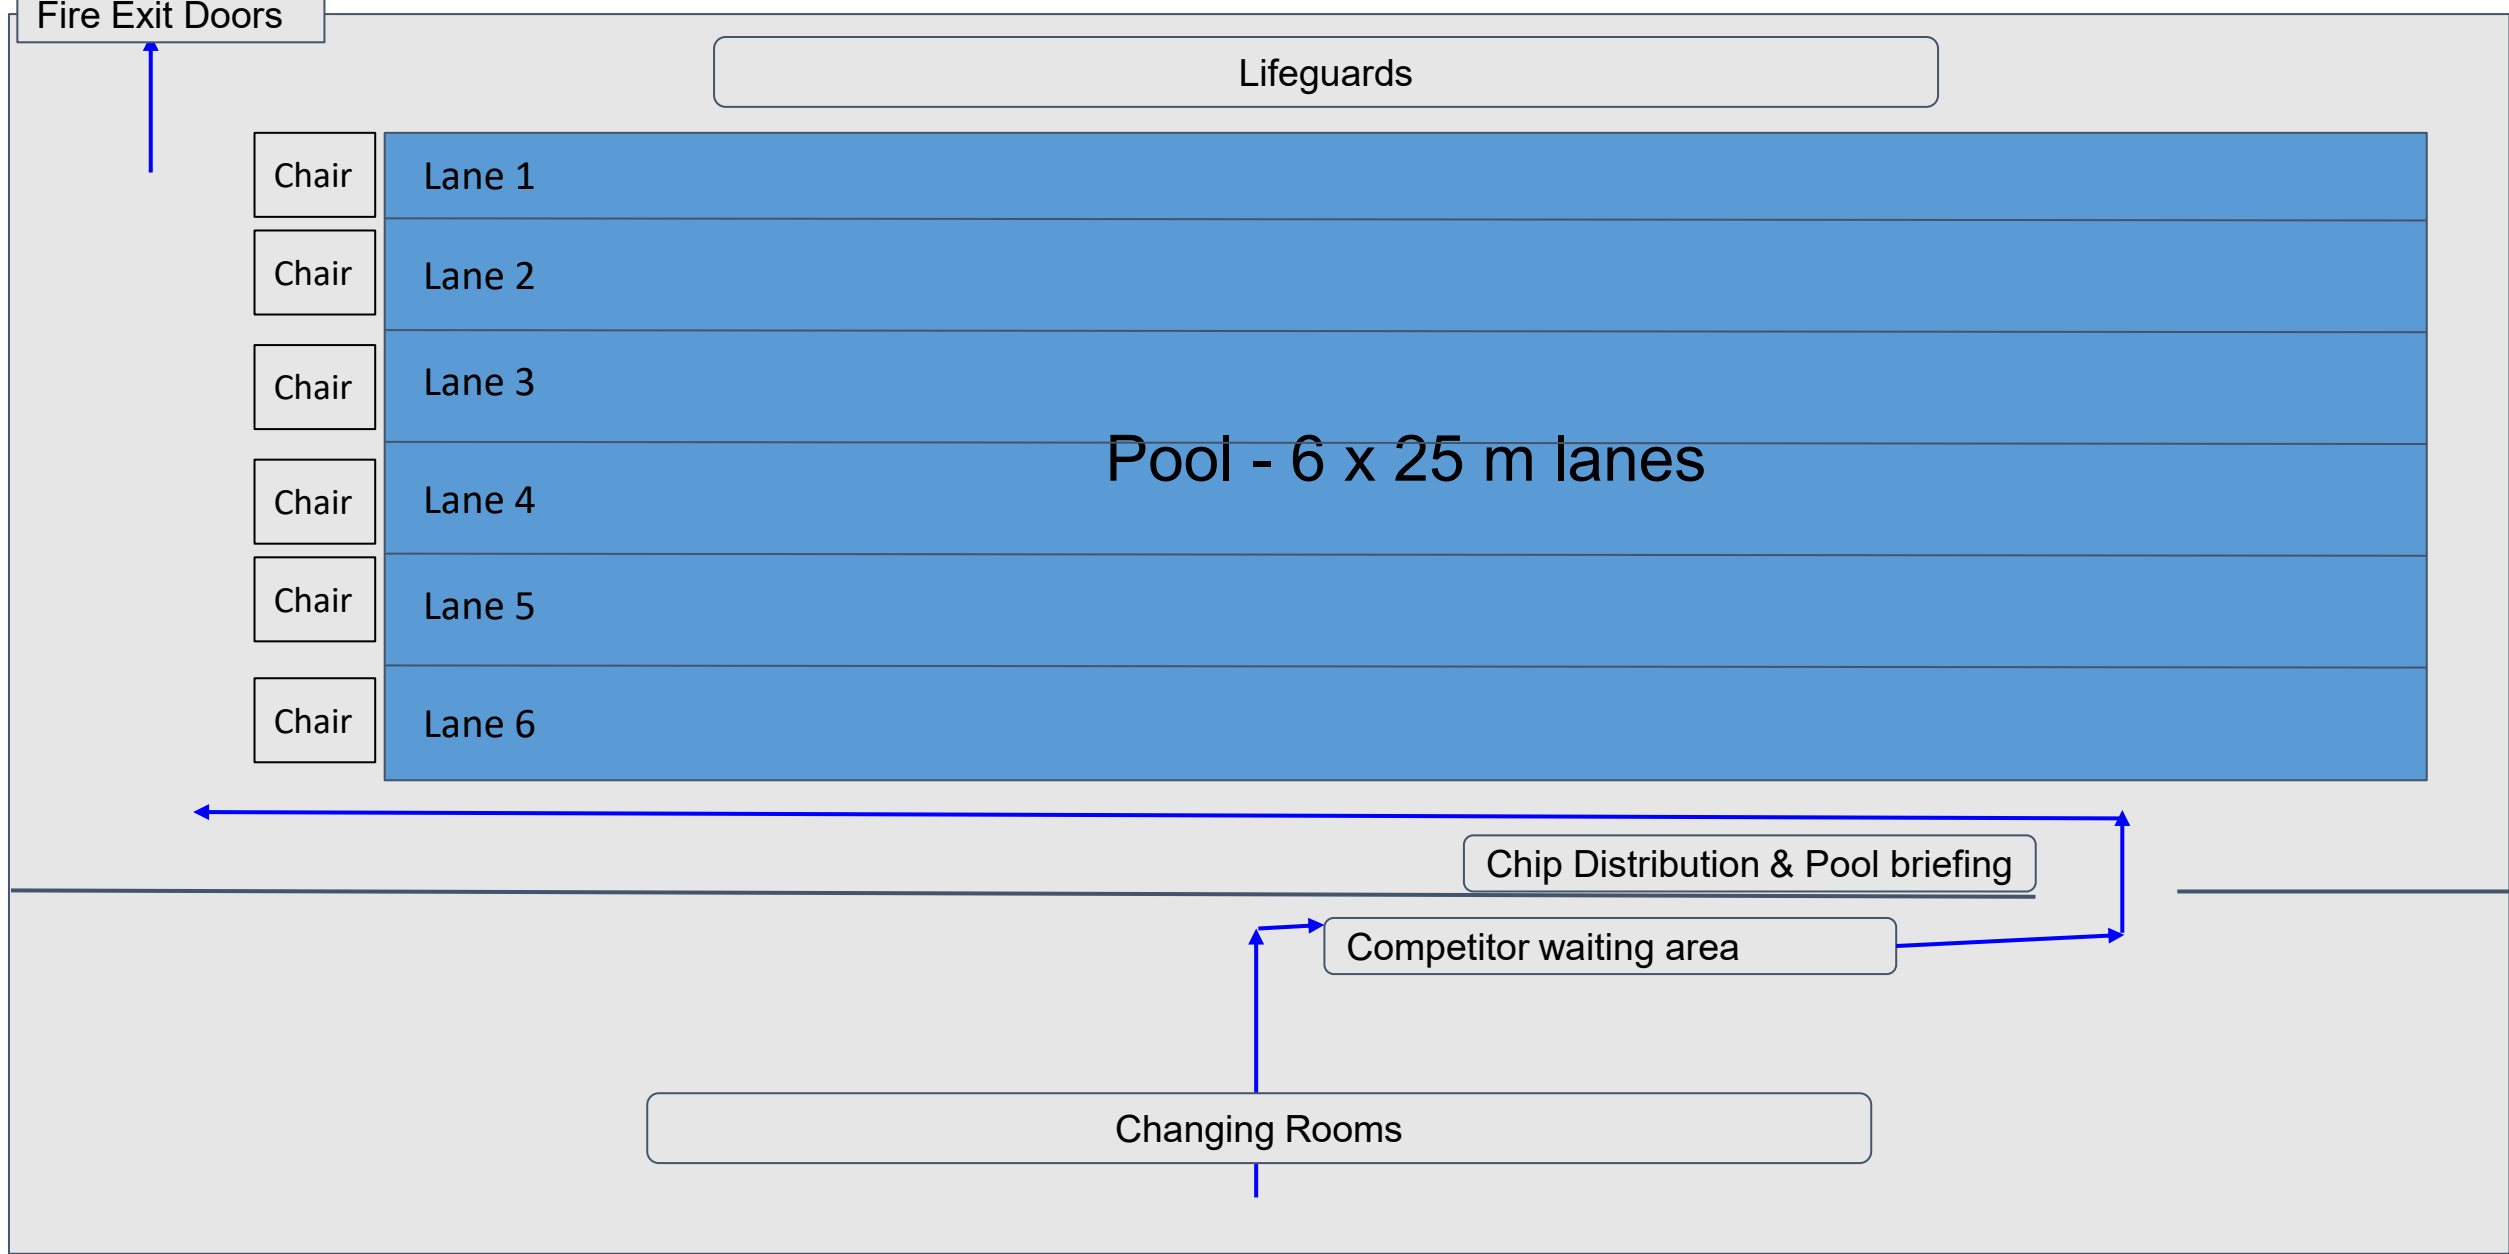 Fire Exit Doors
Lifeguards
Chair
Lane 1
Chair
Lane 2
Chair
Lane 3
Pool - 6 x 25 m lanes
Chair
Lane 4
Chair
Lane 5
Chair
Lane 6
Chip Distribution & Pool briefing
Competitor waiting area
Changing Rooms